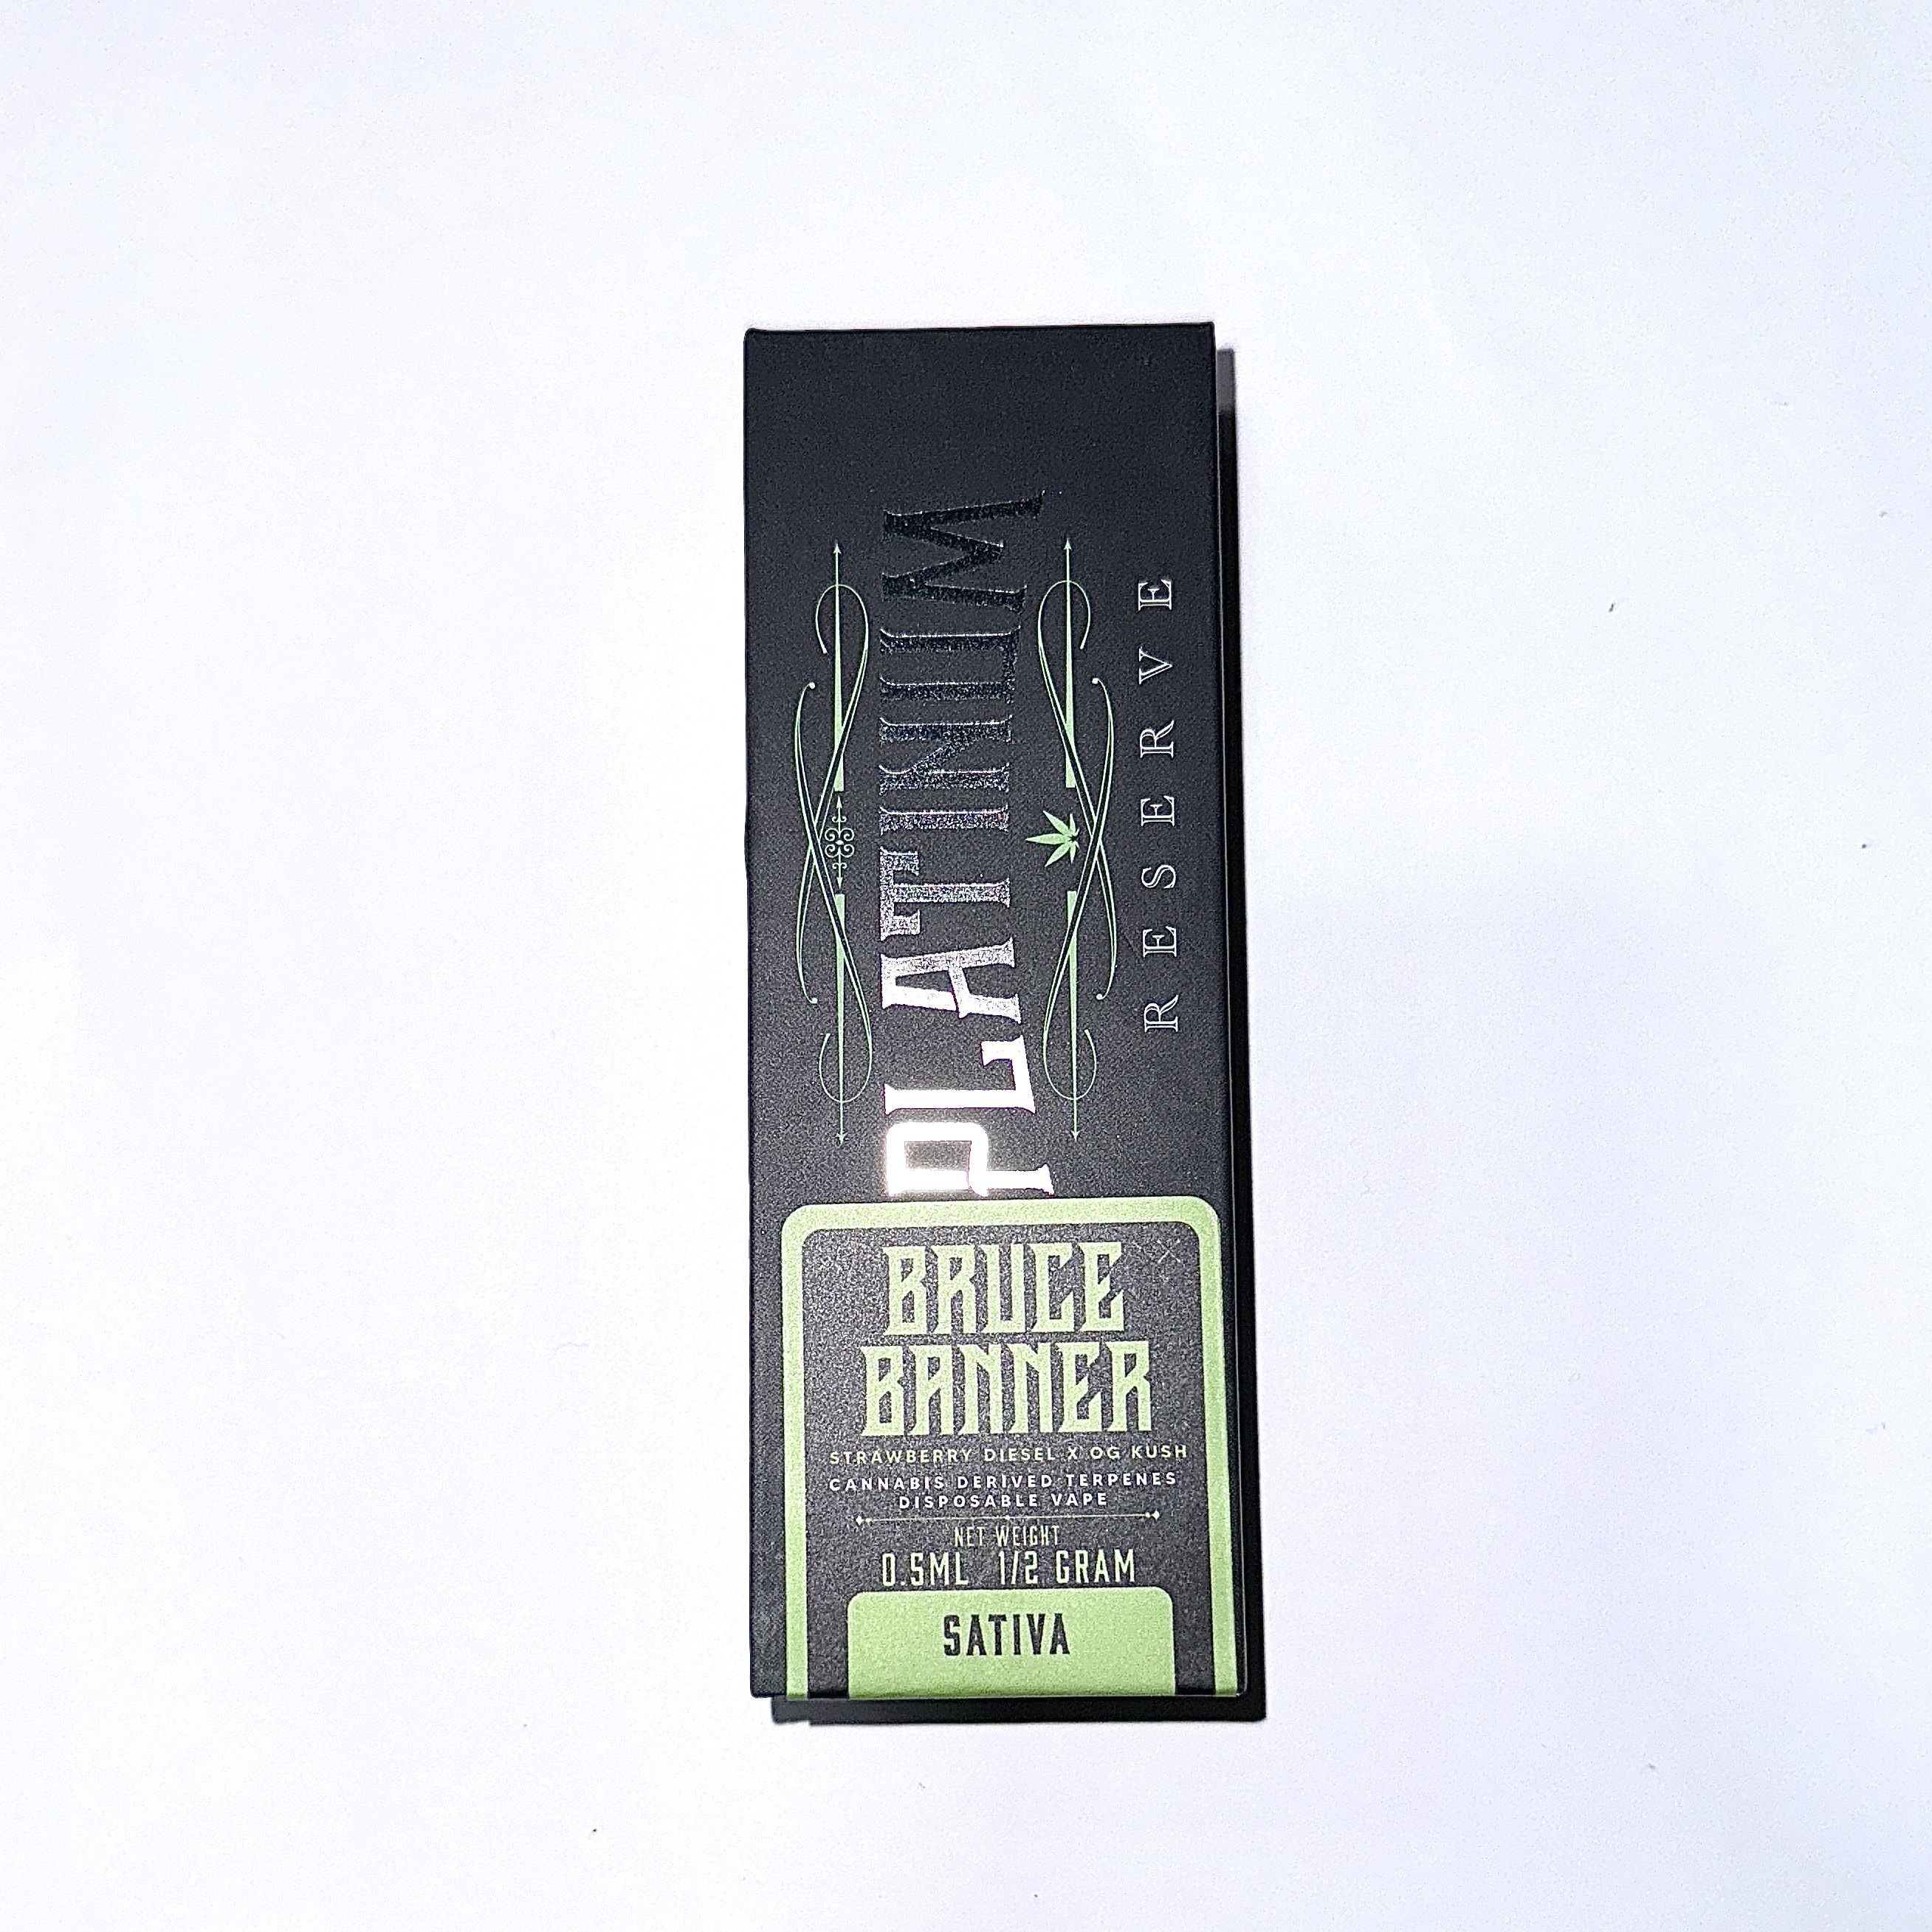 PLATINUM
RESERVE
BRUCE
BANNER
STRAWBERRY DIESEL X OG KUSH
CANNABIS DERIVED TERPENES
DISPOSABLE VAPE
NET WEIGHT
0.5ML 1/2 GRAM
SATIVA